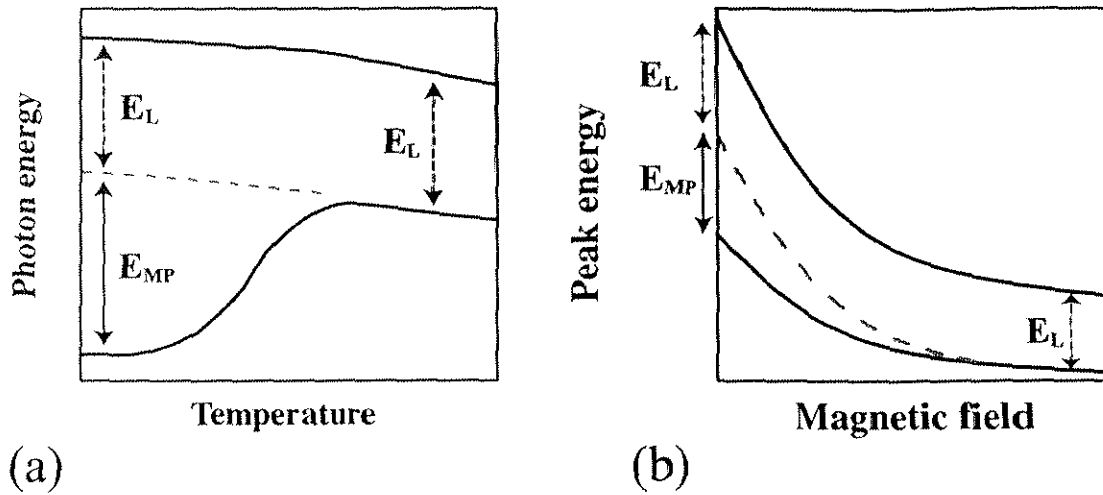 Photon energy
E_L
E_L
E_MP
Temperature
(a)
Peak energy
E_L
E_MP
E_L
Magnetic field
(b)